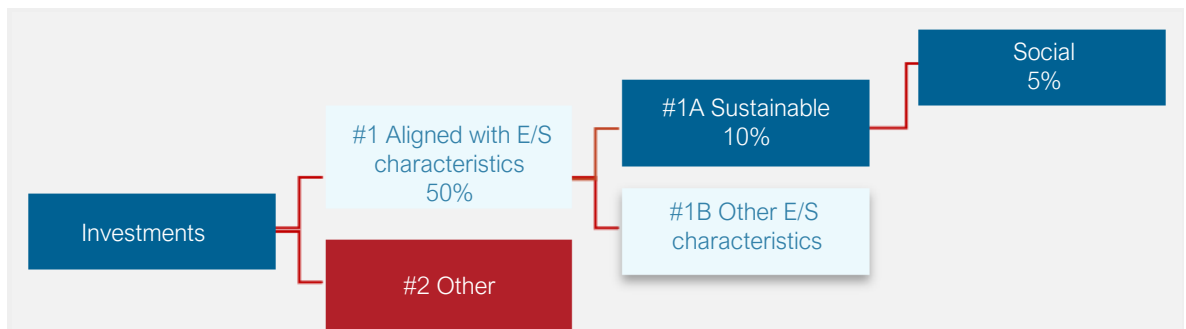 Investments
#1 Aligned with E/S
characteristics
50%
#2 Other
#1A Sustainable
10%
#1B Other E/S
characteristics
Social
5%